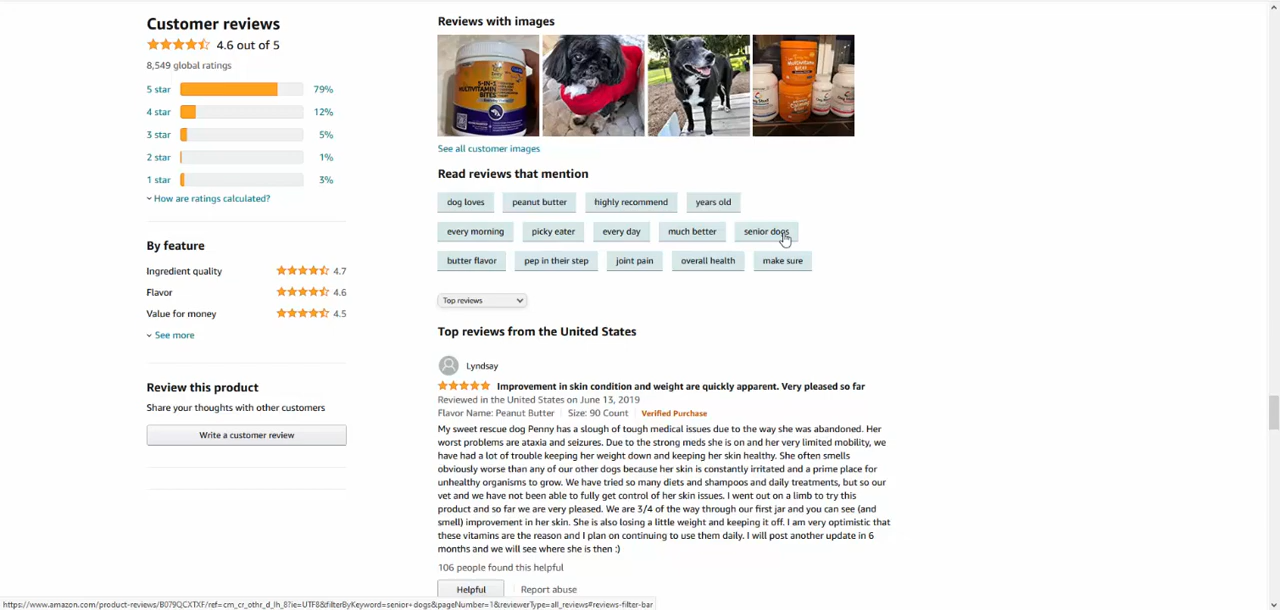 Customer reviews
4.6 out of 5
8,549 global ratings
5 star 79%
4 star 12%
3 star 5%
2 star 1%
1 star 3%
How are ratings calculated?
By feature
Ingredient quality 4.7
Flavor 4.6
Value for money 4.5
See more
Review this product
Share your thoughts with other customers
Write a customer review
Reviews with images
5-IN-1
MULTIVITAMIN
BITES
See all customer images
Read reviews that mention
dog loves peanut butter highly recommend years old
every morning picky eater every day much better senior dogs
butter flavor pep in their step joint pain overall health make sure
Top reviews
Top reviews from the United States
Lyndsay
Improvement in skin condition and weight are quickly apparent. Very pleased so far
Reviewed in the United States on June 13, 2019
Flavor Name: Peanut Butter Size: 90 Count Verified Purchase
My sweet rescue dog Penny has a slough of tough medical issues due to the way she was abandoned. Her
worst problems are ataxia and seizures. Due to the strong meds she is on and her very limited mobility, we
have had a lot of trouble keeping her weight down and keeping her skin healthy. She often smells
obviously worse than any of our other dogs because her skin is constantly irritated and a prime place for
unhealthy organisms to grow. We have tried so many diets and shampoos and daily treatments, but so our
vet and we have not been able to fully get control of her skin issues. I went out on a limb to try this
product and so far we are very pleased. We are 3/4 of the way through our first jar and you can see (and
smell) improvement in her skin. She is also losing a little weight and keeping it off. I am very optimistic that
these vitamins are the reason and I plan on continuing to use them daily. I will post another update in 6
months and we will see where she is then :)
106 people found this helpful
Helpful Report abuse
https://www.amazon.com/product-reviews/B079QCXTXF/ref=cm_cr_othr_d_lh_8?ie=UTF8&filterByKeyword=senior+dogs&pageNumber=1&reviewerType=all_reviews#reviews-filter-bar